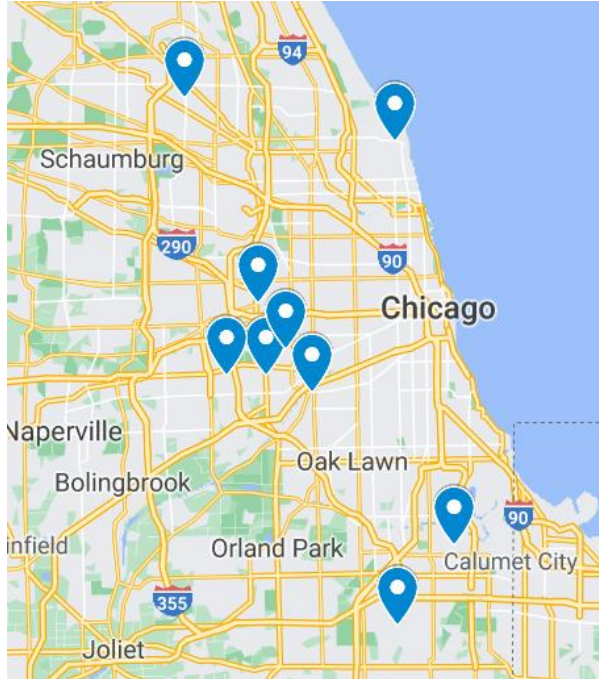 94
Schaumburg
290
90
Chicago
Naperville
Oak Lawn
Bolingbrook
90
infield
Orland Park
Calumet City
355
Joliet